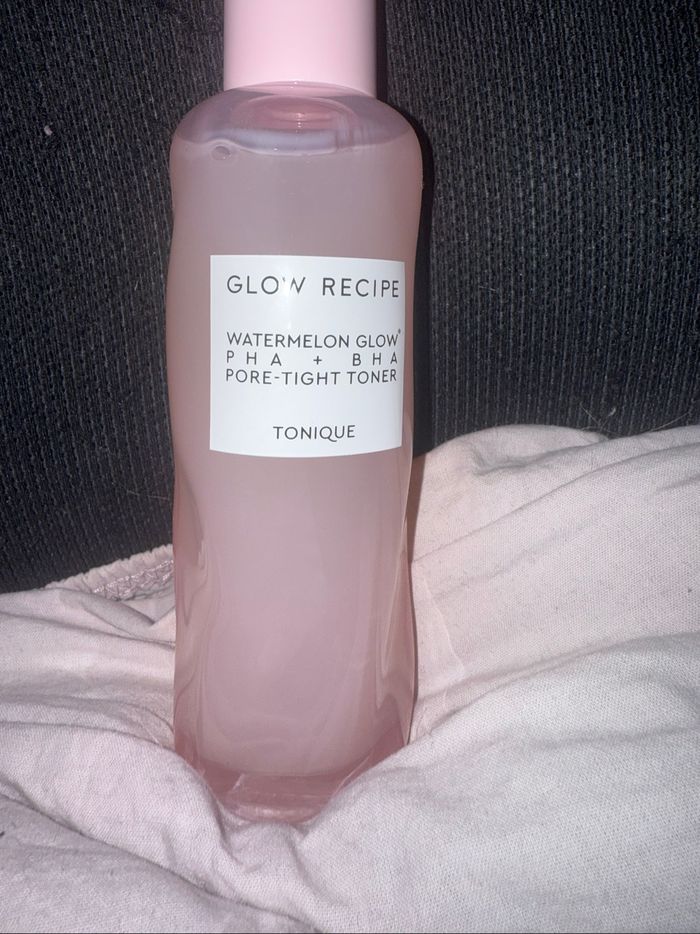 GLOW RECIPE
WATERMELON GLOW®
PHA + BHA
PORE-TIGHT TONER
TONIQUE